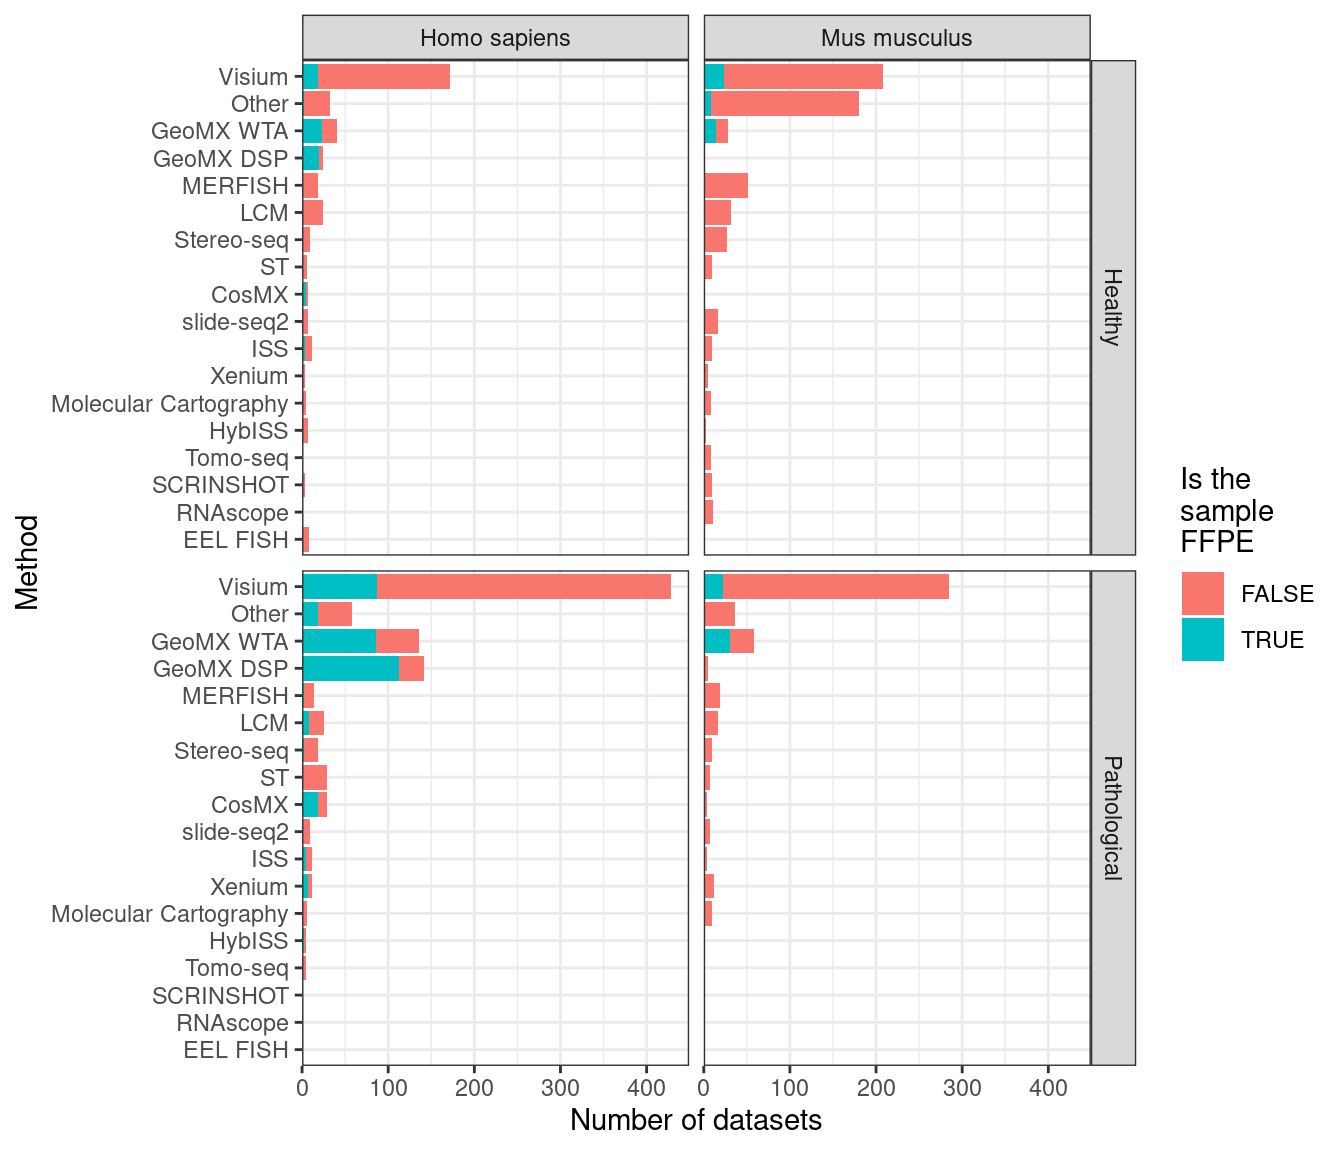 Homo sapiens
Mus musculus
Visium
Other
GeoMX WTA
GeoMX DSP
MERFISH
LCM
Stereo-seq
ST
CosMX
slide-seq2
ISS
Xenium
Molecular Cartography
HybISS
Tomo-seq
SCRINSHOT
RNAscope
EEL FISH
Healthy
Visium
Other
GeoMX WTA
GeoMX DSP
MERFISH
LCM
Stereo-seq
ST
CosMX
slide-seq2
ISS
Xenium
Molecular Cartography
HybISS
Tomo-seq
SCRINSHOT
RNAscope
EEL FISH
Pathological
0 100 200 300 400
0 100 200 300 400
Number of datasets
Method
Is the
sample
FFPE
FALSE
TRUE